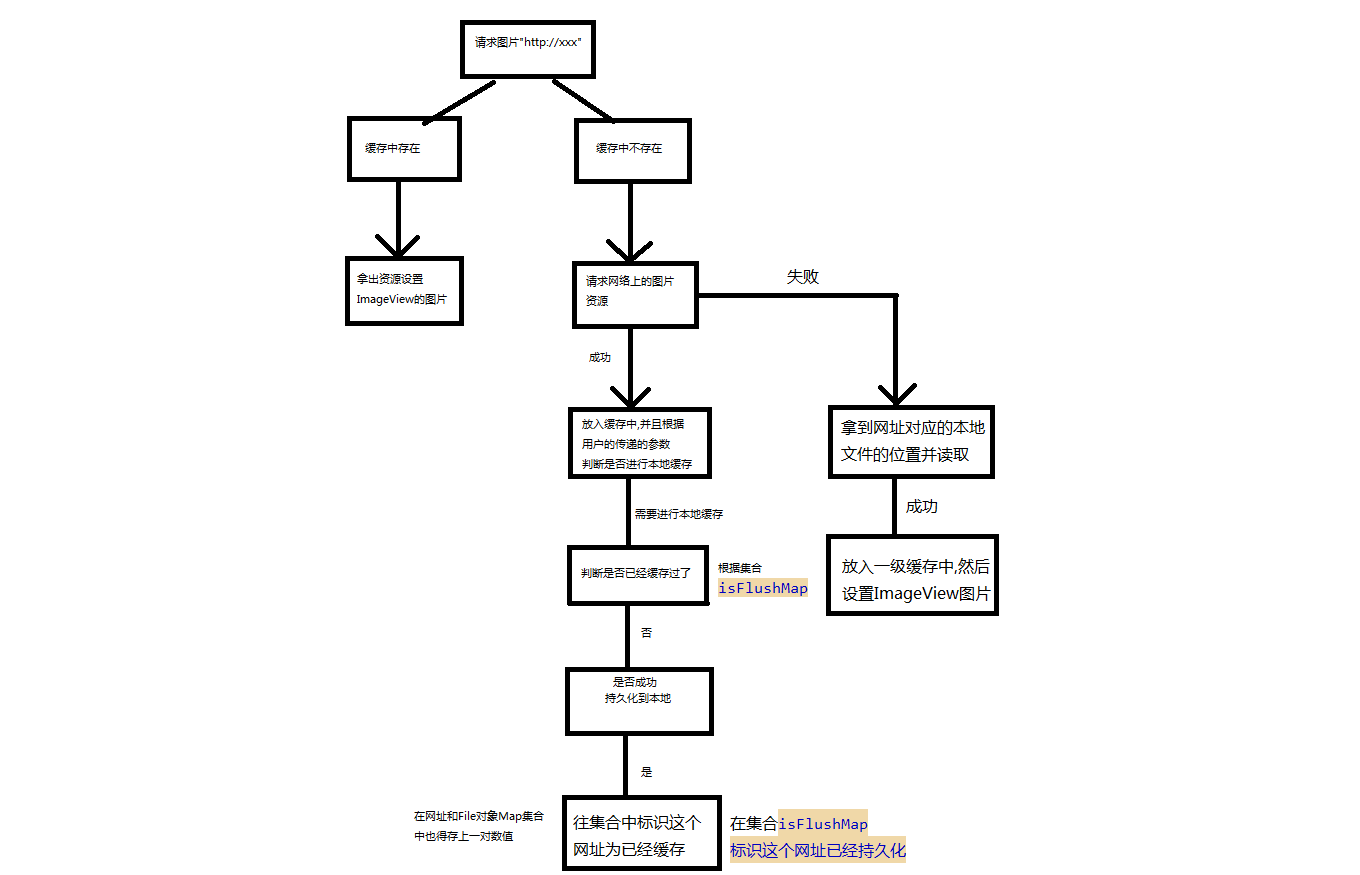 请求图片"http://xxx"
缓存中存在
缓存中不存在
拿出资源设置
ImageView的图片
请求网络上的图片
资源
失败
成功
放入缓存中,并且根据
用户的传递的参数
判断是否进行本地缓存
拿到网址对应的本地
文件的位置并读取
成功
需要进行本地缓存
判断是否已经缓存过了
根据集合
isFlushMap
放入一级缓存中,然后
设置ImageView图片
否
是否成功
持久化到本地
是
在网址和File对象Map集合
中也得存上一对数值
往集合中标识这个
网址为已经缓存
在集合isFlushMap
标识这个网址已经持久化